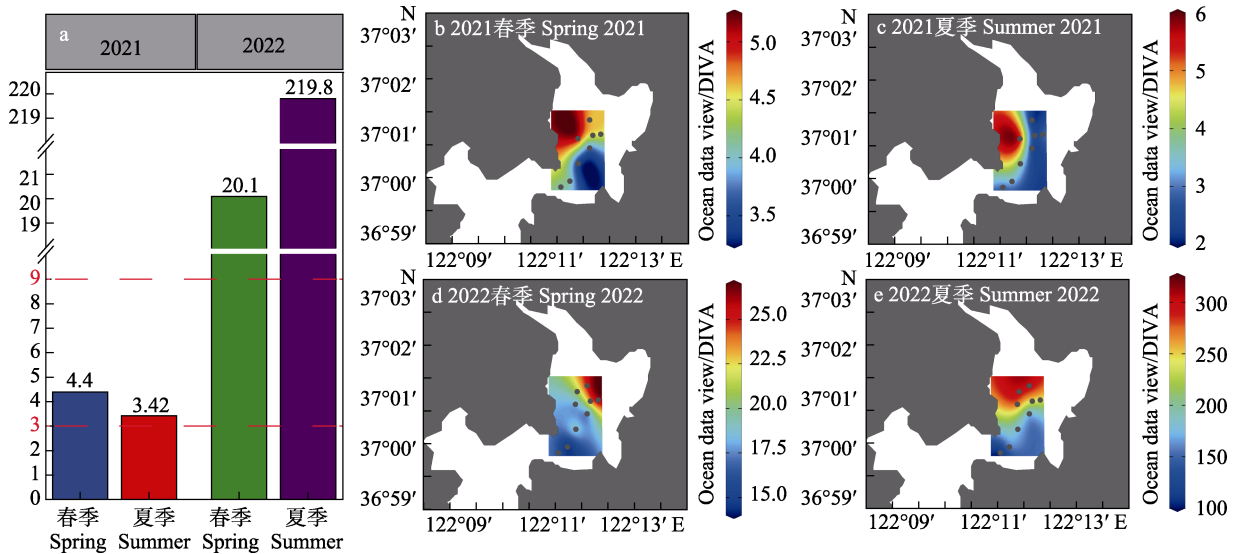 a
2021
2022
220
219
21
20
19
9
8
7
6
5
4
3
2
1
0
4.4
3.42
20.1
219.8
春季
Spring
夏季
Summer
春季
Spring
夏季
Summer
N
b 2021春季 Spring 2021
37°03′
37°02′
37°01′
37°00′
36°59′
122°09′
122°11′
122°13′ E
5.0
4.5
4.0
3.5
Ocean data view/DIVA
N
c 2021夏季 Summer 2021
37°03′
37°02′
37°01′
37°00′
36°59′
122°09′
122°11′
122°13′ E
6
5
4
3
2
Ocean data view/DIVA
N
d 2022春季 Spring 2022
37°03′
37°02′
37°01′
37°00′
36°59′
122°09′
122°11′
122°13′ E
25.0
22.5
20.0
17.5
15.0
Ocean data view/DIVA
N
e 2022夏季 Summer 2022
37°03′
37°02′
37°01′
37°00′
36°59′
122°09′
122°11′
122°13′ E
300
250
200
150
100
Ocean data view/DIVA